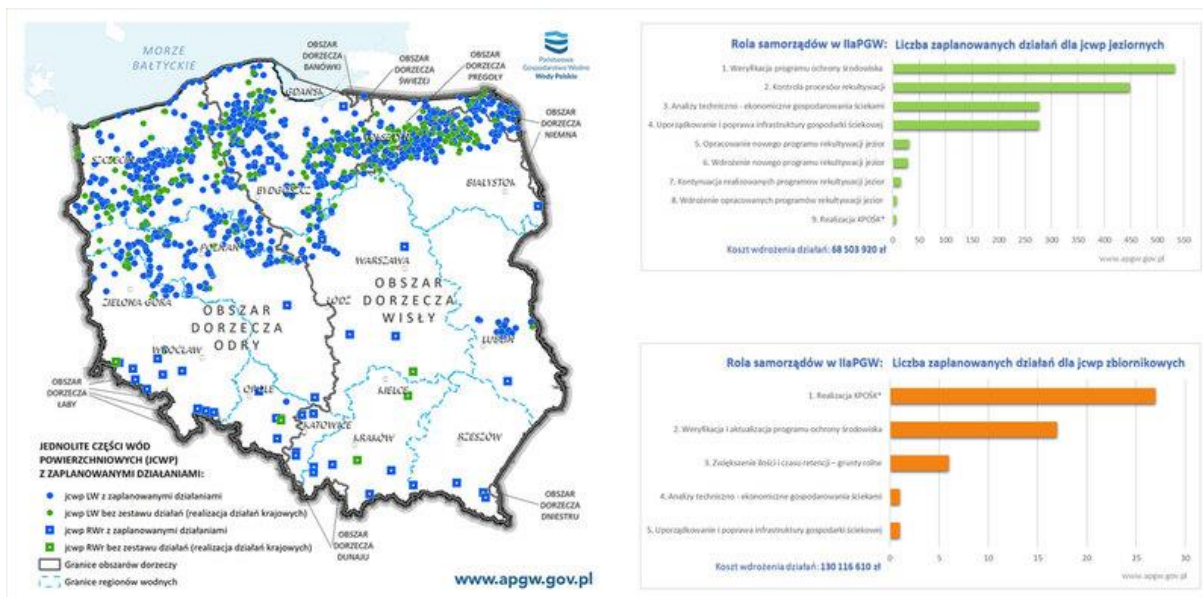 MORZE
BAŁTYCKIE
OBSZAR
DORZECZA
BANÓWKI
OBSZAR
DORZECZA
ŚWIEŻEJ
OBSZAR
DORZECZA
PREGOŁY
Państwowe
Gospodarstwo Wodne
Wody Polskie
OBSZAR
DORZECZA
NIEMNA
GDAŃSK
SZCZECIN
BYDGOSZCZ
BIAŁYSTOK
POZNAŃ
WARSZAWA
ZIELONA GÓRA
ŁÓDŹ
OBSZAR
DORZECZA
WISŁY
OBSZAR
DORZECZA
ODRY
LUBLIN
WROCŁAW
OPOLE
KIELCE
OBSZAR
DORZECZA
ŁABY
KATOWICE
KRAKÓW
RZESZÓW
OBSZAR
DORZECZA
DNIESTRU
OBSZAR
DORZECZA
DUNAJU
JEDNOLITE CZĘŚCI WÓD
POWIERZCHNIOWYCH (JCWP)
Z ZAPLANOWANYMI DZIAŁANIAMI:
jcwp LW z zaplanowanymi działaniami
jcwp LW bez zestawu działań (realizacja działań krajowych)
jcwp RWr z zaplanowanymi działaniami
jcwp RWr bez zestawu działań (realizacja działań krajowych)
Granice obszarów dorzeczy
Granice regionów wodnych
www.apgw.gov.pl
Rola samorządów w IIaPGW: Liczba zaplanowanych działań dla jcwp jeziornych
1. Weryfikacja programu ochrony środowiska
2. Kontrola procesów rekultywacji
3. Analizy techniczno - ekonomiczne gospodarowania ściekami
4. Uporządkowanie i poprawa infrastruktury gospodarki ściekowej
5. Opracowanie nowego programu rekultywacji jezior
6. Wdrożenie nowego programu rekultywacji jezior
7. Kontynuacja realizowanych programów rekultywacji jezior
8. Wdrożenie opracowanych programów rekultywacji jezior
9. Realizacja KPOŚK*
0 50 100 150 200 250 300 350 400 450 500 550
Koszt wdrożenia działań: 68 503 920 zł
www.apgw.gov.pl
Rola samorządów w IIaPGW: Liczba zaplanowanych działań dla jcwp zbiornikowych
1. Realizacja KPOŚK*
2. Weryfikacja i aktualizacja programu ochrony środowiska
3. Zwiększenie ilości i czasu retencji – grunty rolne
4. Analizy techniczno - ekonomiczne gospodarowania ściekami
5. Uporządkowanie i poprawa infrastruktury gospodarki ściekowej
0 5 10 15 20 25 30
Koszt wdrożenia działań: 130 116 610 zł
www.apgw.gov.pl